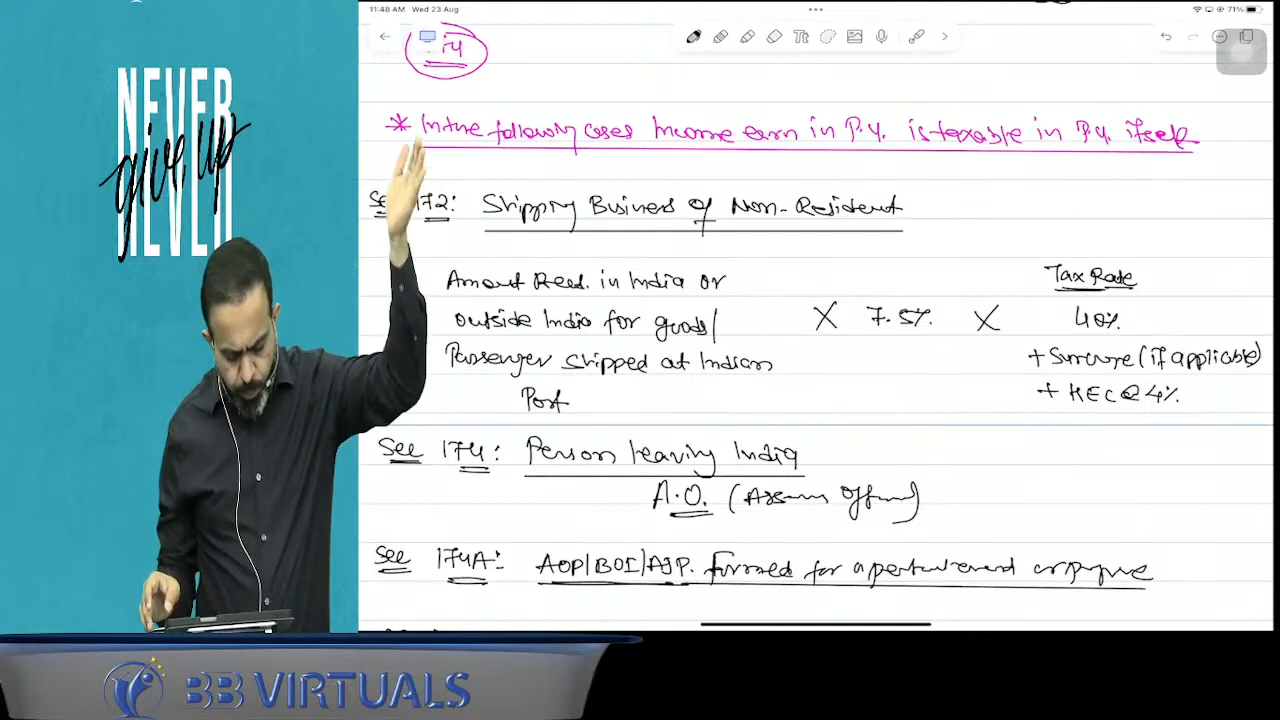 11:48 AM Wed 23 Aug
71%
NEVER
give up
NEVER
* In the following cases Income earn in P.Y. is taxable in P.Y. itself
Sec 172: Shipping Business of Non-Resident
Amount Recd. in India or
outside India for goods/
Passenger shipped at Indian
Port
X 7.5% X
Tax Rate
40%
+ Surcharge (if applicable)
+ HEC @ 4%
Sec 174: Person leaving India
A.O. (Assess Officer)
Sec 174A: AOP/BOI/AJP. Formed for a particular event or purpose
BB VIRTUALS